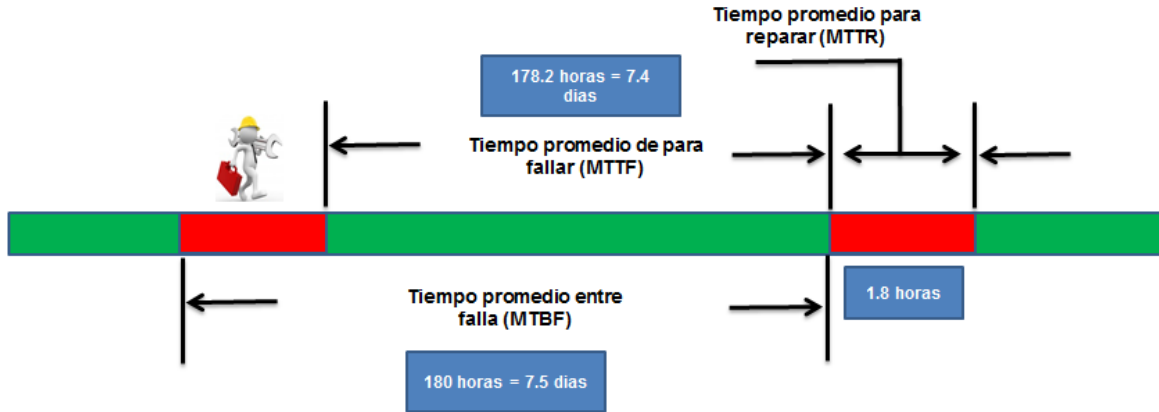 Tiempo promedio para
reparar (MTTR)
178.2 horas = 7.4
dias
Tiempo promedio de para
fallar (MTTF)
Tiempo promedio entre
falla (MTBF)
1.8 horas
180 horas = 7.5 dias